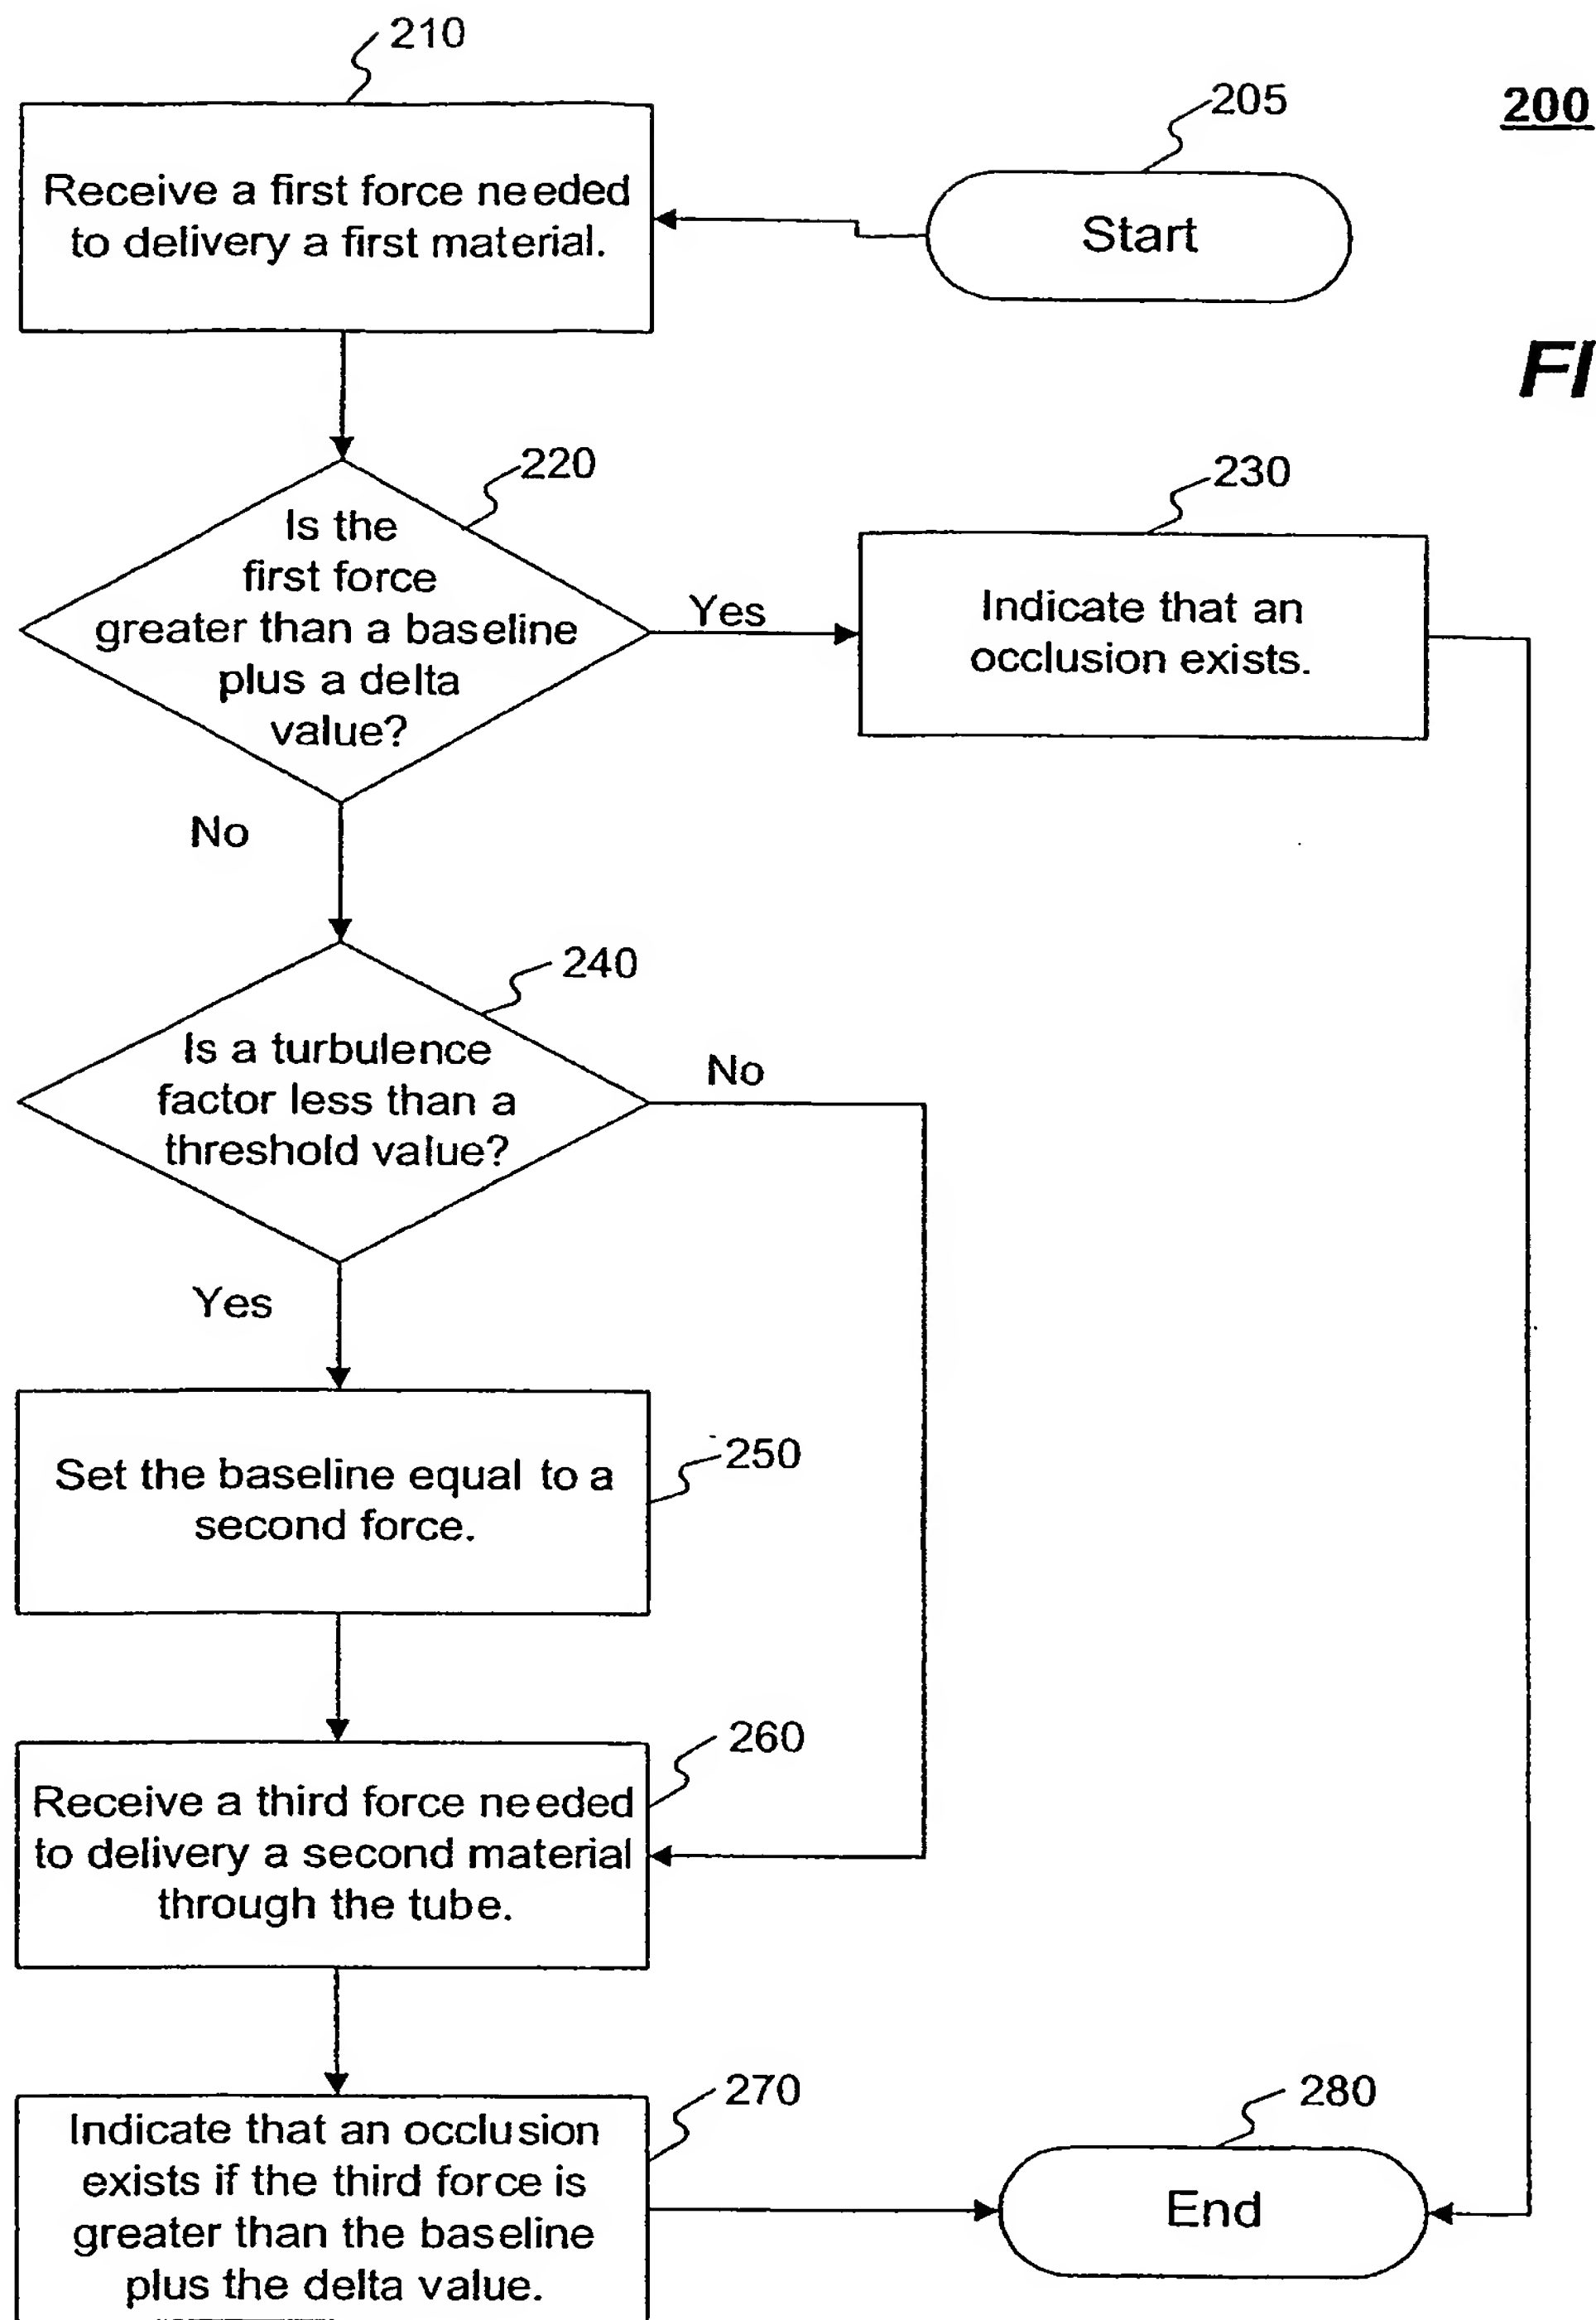 210
205
200
Receive a first force needed
to delivery a first material.
Start
FI
220
230
Is the
first force
greater than a baseline
plus a delta
value?
Yes
Indicate that an
occlusion exists.
No
240
Is a turbulence
factor less than a
threshold value?
No
Yes
250
Set the baseline equal to a
second force.
260
Receive a third force needed
to delivery a second material
through the tube.
270
280
Indicate that an occlusion
exists if the third force is
greater than the baseline
plus the delta value.
End